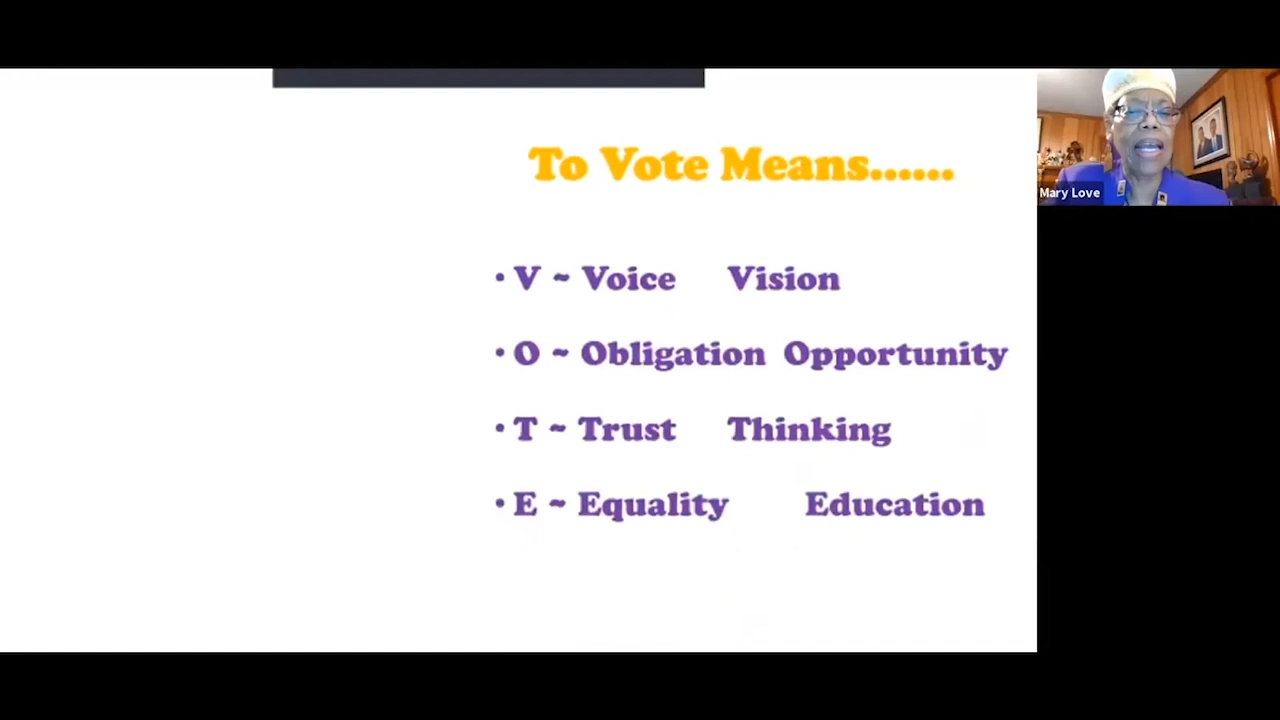 To Vote Means......
• V ~ Voice Vision
• O ~ Obligation Opportunity
• T ~ Trust Thinking
• E ~ Equality Education
Mary Love